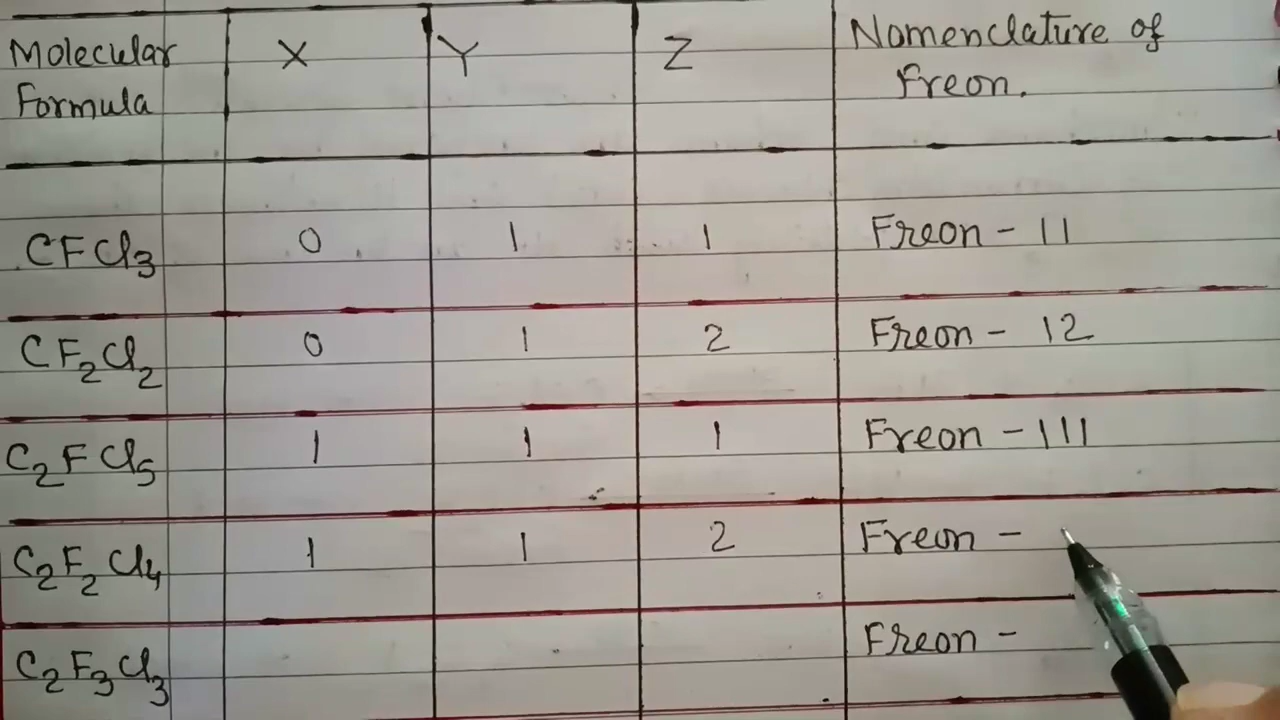 Molecular Formula X Y Z Nomenclature of Freon.
CFCl3 0 1 1 Freon - 11
CF2Cl2 0 1 2 Freon - 12
C2FCl5 1 1 1 Freon - 111
C2F2Cl4 1 1 2 Freon -
C2F3Cl3 Freon -